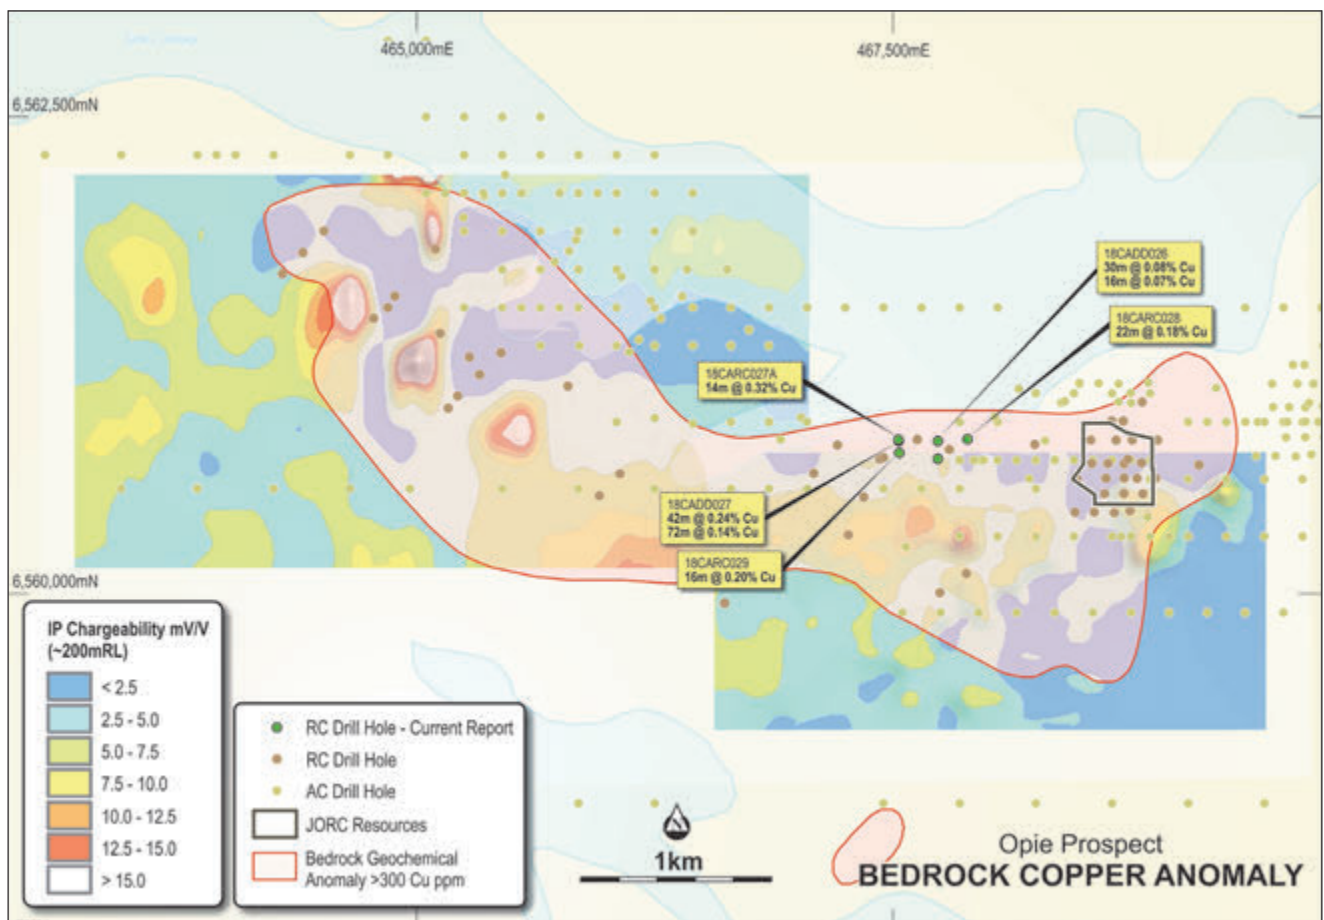 465,000mE
467,500mE
6,562,500mN
18CADD026
30m @ 0.08% Cu
16m @ 0.07% Cu
18CARC028
22m @ 0.18% Cu
18CARC027A
14m @ 0.32% Cu
18CADD027
42m @ 0.24% Cu
72m @ 0.14% Cu
18CARC029
16m @ 0.20% Cu
6,560,000mN
IP Chargeability mV/V
(~200mRL)
< 2.5
2.5 - 5.0
5.0 - 7.5
7.5 - 10.0
10.0 - 12.5
12.5 - 15.0
> 15.0
RC Drill Hole - Current Report
RC Drill Hole
AC Drill Hole
JORC Resources
Bedrock Geochemical
Anomaly >300 Cu ppm
1km
Opie Prospect
BEDROCK COPPER ANOMALY